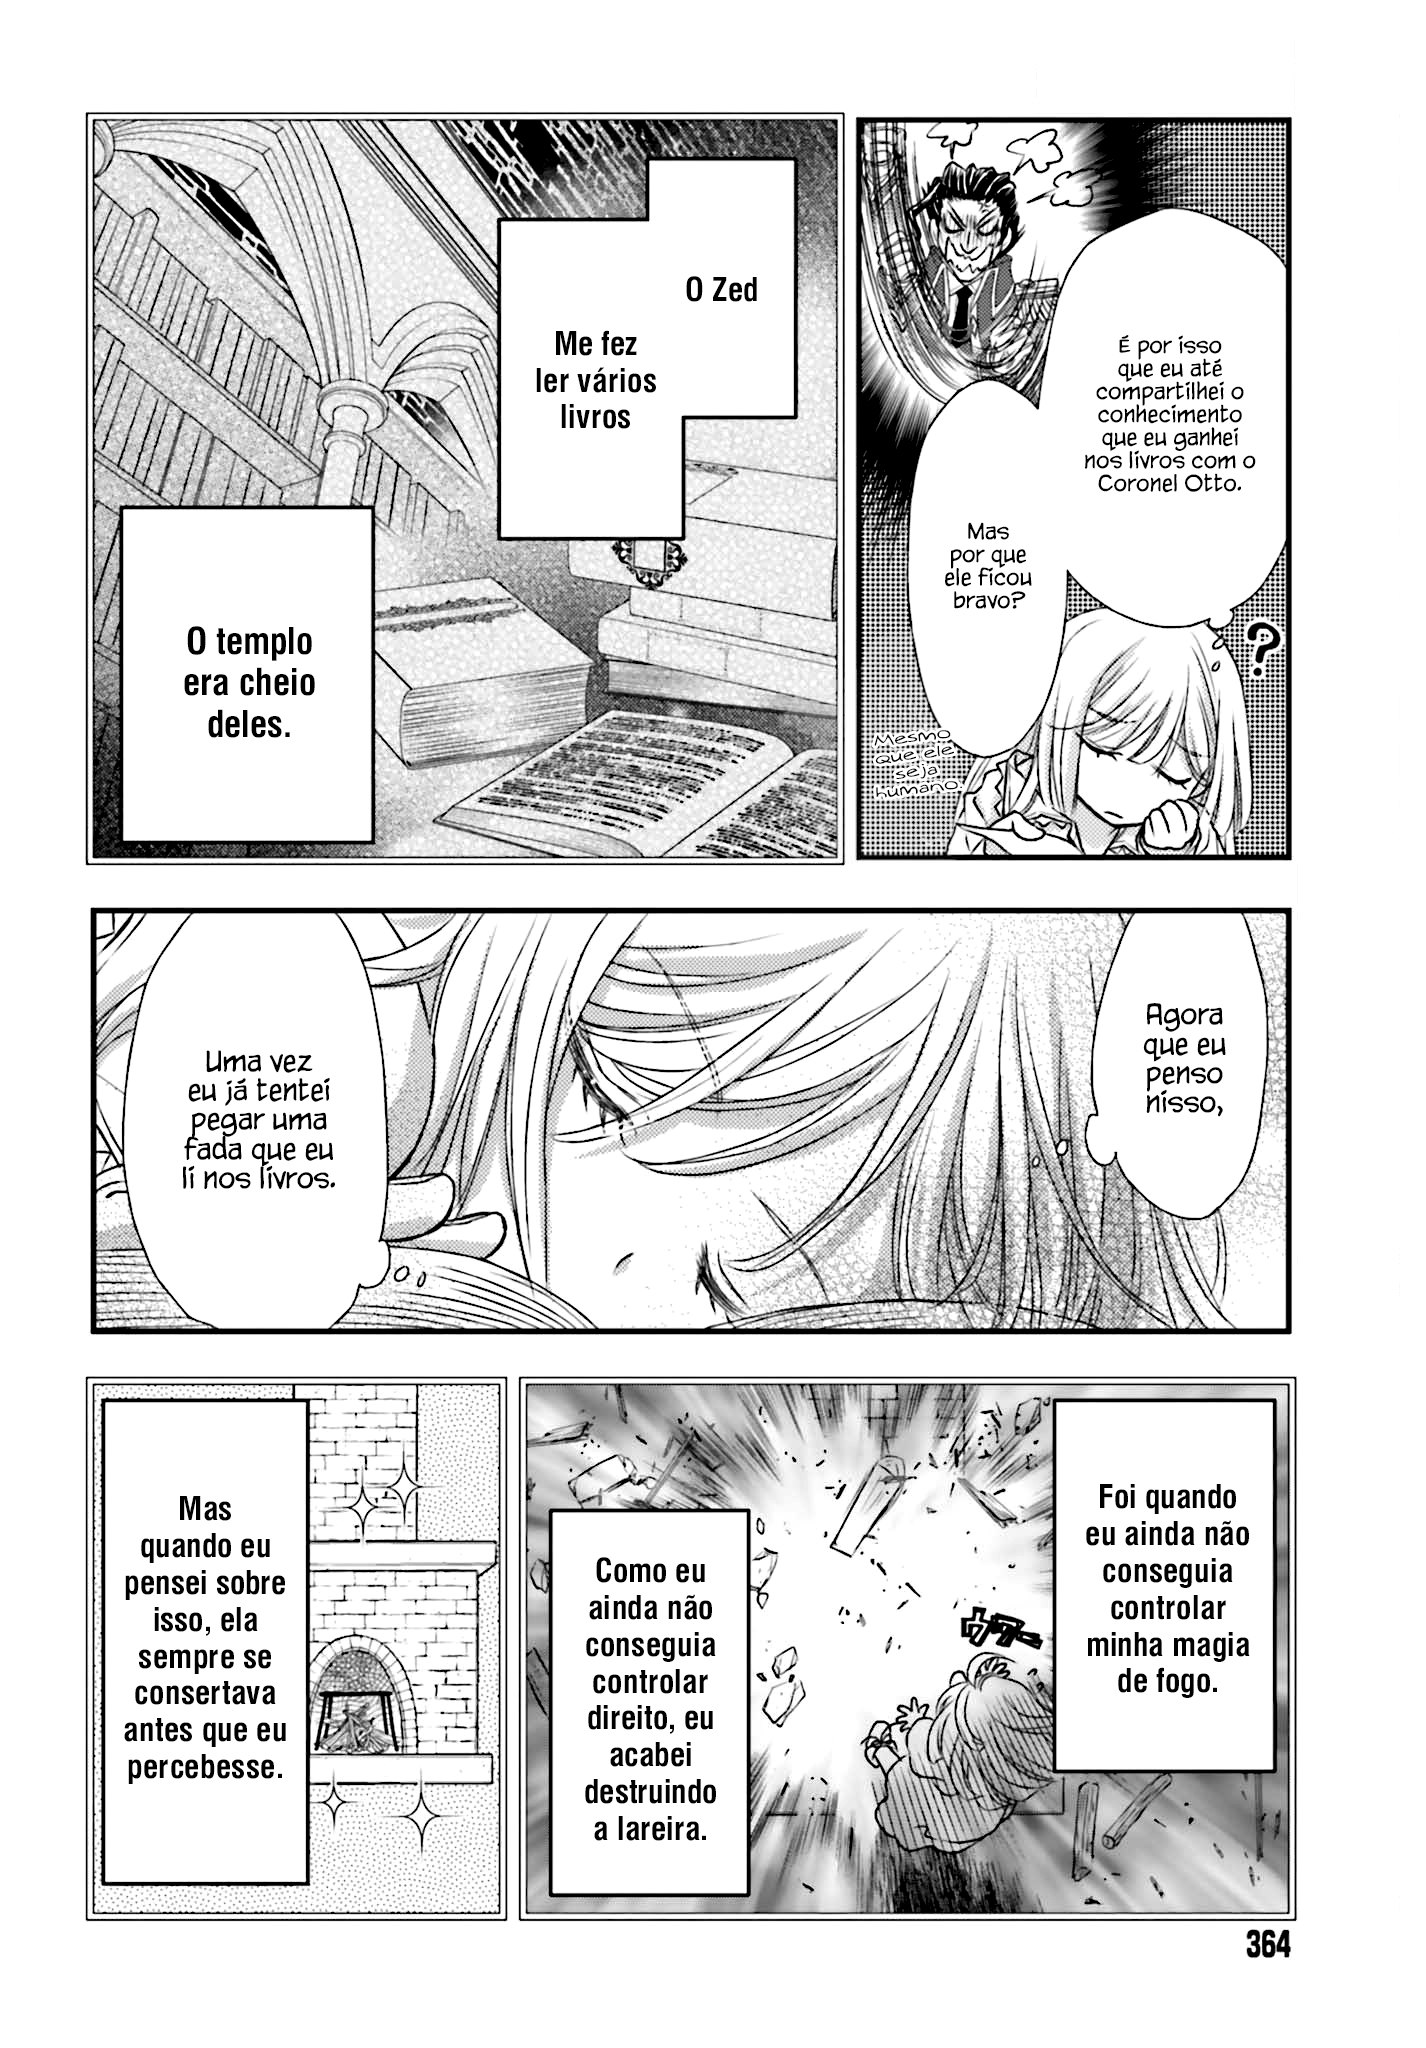 É por isso
que eu até
compartilhei o
conhecimento
que eu ganhei
nos livros com o
Coronel Otto.
Mas
por que
ele ficou
bravo?
?
Mesmo
que ele
seja
humano.
O Zed
Me fez
ler vários
livros
O templo
era cheio
deles.
Agora
que eu
penso
nisso,
Uma vez
eu já tentei
pegar uma
fada que eu
li nos livros.
Foi quando
eu ainda não
conseguia
controlar
minha magia
de fogo.
ウワァー
Como eu
ainda não
conseguia
controlar
direito, eu
acabei
destruindo
a lareira.
Mas
quando eu
pensei sobre
isso, ela
sempre se
consertava
antes que eu
percebesse.
364